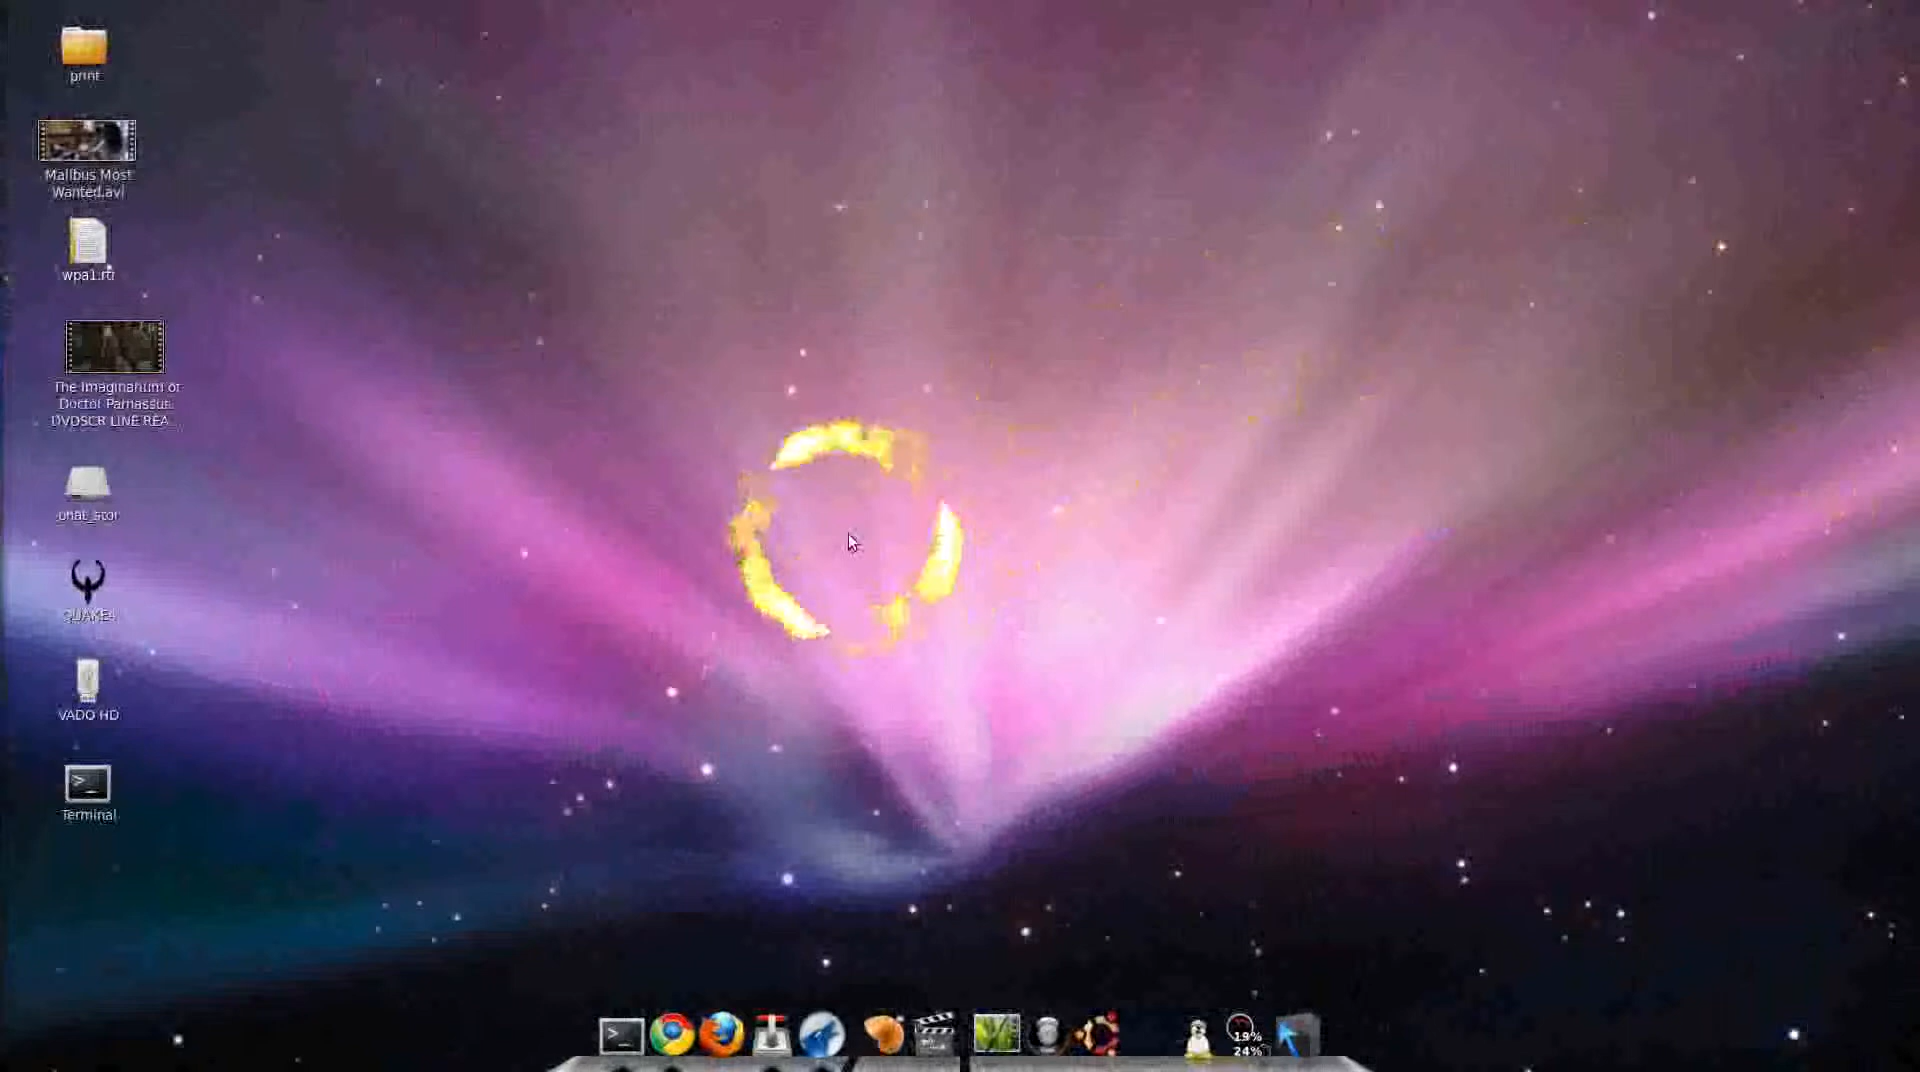 print
Malibus Most
Wanted.avi
wpa1.rtf
The Imaginarium of
Doctor Parnassus
DVDSCR LINE REA...
QUAKE4
VADO HD
Terminal
19%
24%